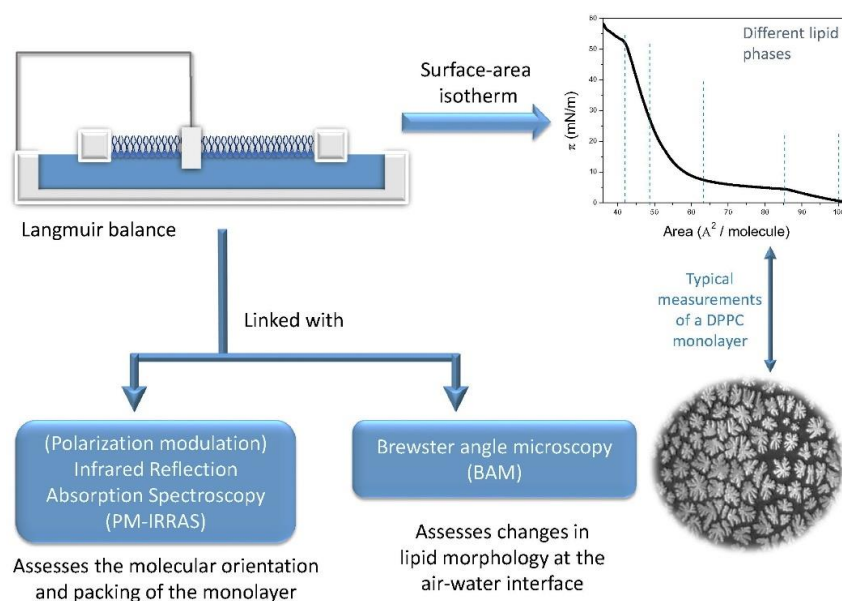 Surface-area
isotherm
Langmuir balance
Different lipid
phases
60
50
40
30
20
10
0
π (mN/m)
40 50 60 70 80 90 100
Area (A² / molecule)
Typical
measurements
of a DPPC
monolayer
Linked with
(Polarization modulation)
Infrared Reflection
Absorption Spectroscopy
(PM-IRRAS)
Assesses the molecular orientation
and packing of the monolayer
Brewster angle microscopy
(BAM)
Assesses changes in
lipid morphology at the
air-water interface